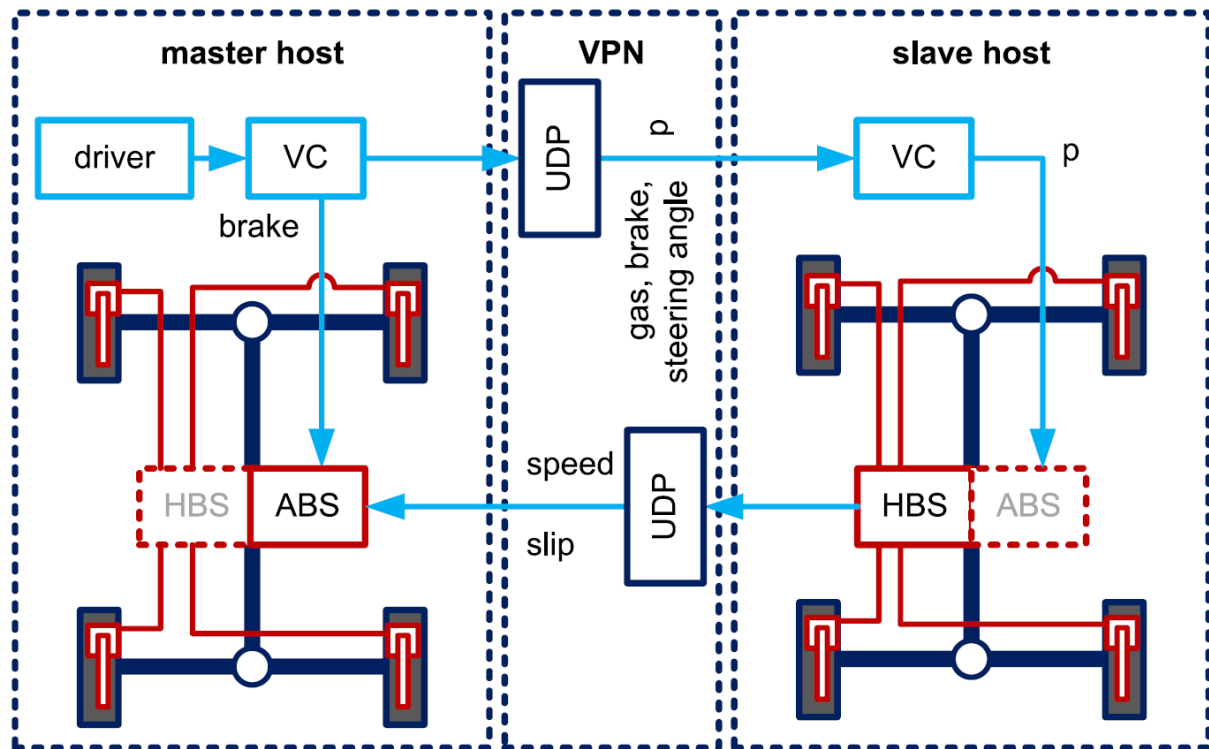 master host
VPN
slave host
driver
VC
UDP
p
VC
p
brake
gas, brake,
steering angle
HBS
ABS
speed
slip
UDP
HBS
ABS